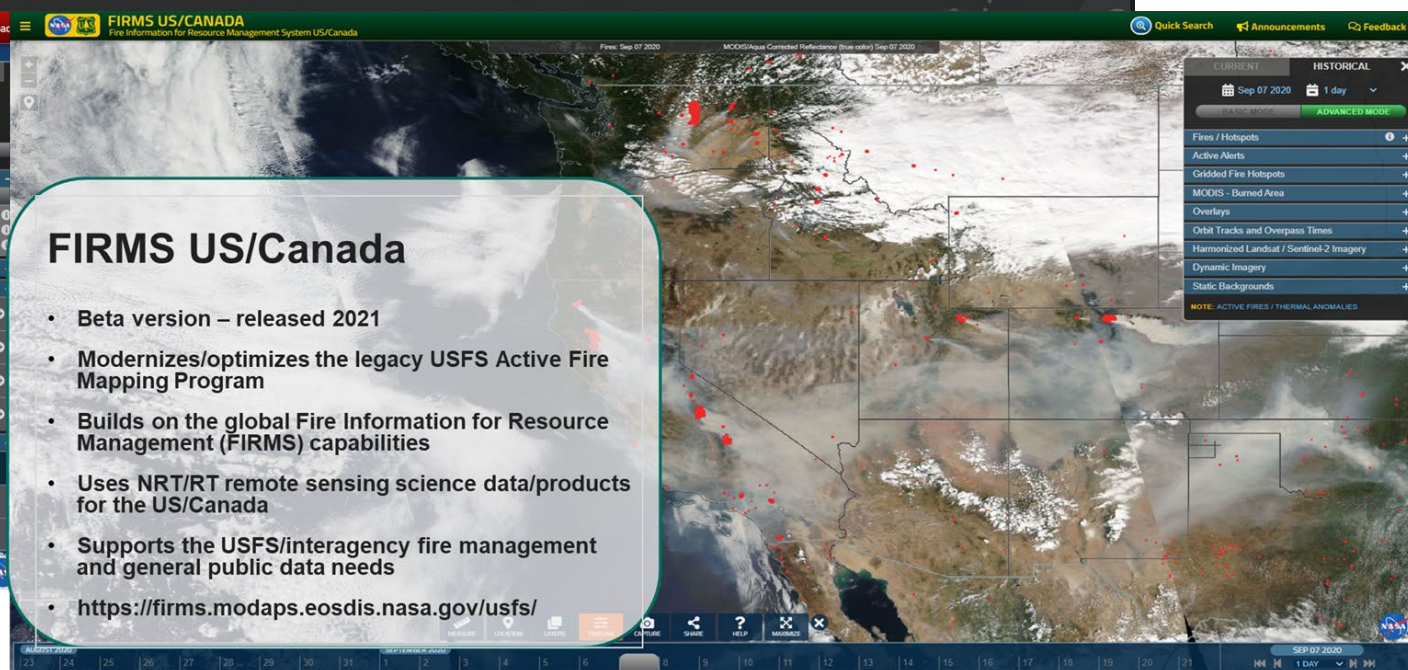 FIRMS US/CANADA
Fire Information for Resource Management System US/Canada
Quick Search
Announcements
Feedback
Fires: Sep 07 2020
MODIS/Aqua Corrected Reflectance (true color) Sep 07 2020
CURRENT
HISTORICAL
Sep 07 2020
1 day
BASIC MODE
ADVANCED MODE
Fires / Hotspots
Active Alerts
Gridded Fire Hotspots
MODIS - Burned Area
Overlays
Orbit Tracks and Overpass Times
Harmonized Landsat / Sentinel-2 Imagery
Dynamic Imagery
Static Backgrounds
NOTE: ACTIVE FIRES / THERMAL ANOMALIES
FIRMS US/Canada
• Beta version – released 2021
• Modernizes/optimizes the legacy USFS Active Fire
Mapping Program
• Builds on the global Fire Information for Resource
Management (FIRMS) capabilities
• Uses NRT/RT remote sensing science data/products
for the US/Canada
• Supports the USFS/interagency fire management
and general public data needs
• https://firms.modaps.eosdis.nasa.gov/usfs/
MEASURE
LOCATION
LAYERS
CAPTURE
SHARE
HELP
MAXIMIZE
NASA
AUGUST 2020
SEPTEMBER 2020
SEP 07 2020
23 24 25 26 27 28 29 30 31 1 2 3 4 5 6 8 9 10 11 12 13 14 15 16 17 18 19 20 21
1 DAY